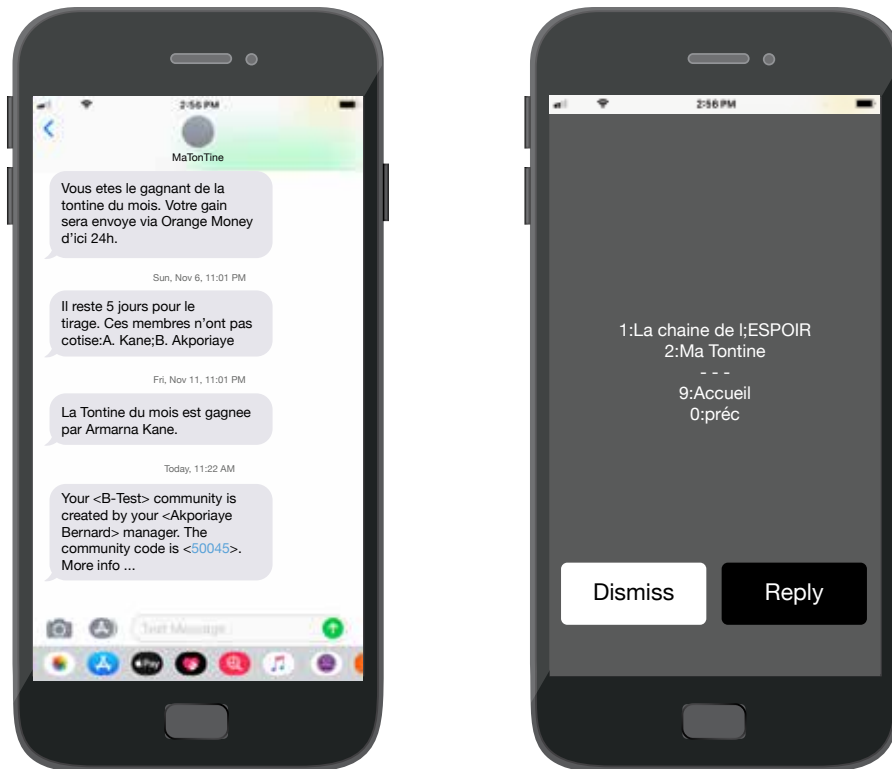 2:56 PM
MaTonTine
Vous etes le gagnant de la
tontine du mois. Votre gain
sera envoye via Orange Money
d'ici 24h.
Sun, Nov 6, 11:01 PM
Il reste 5 jours pour le
tirage. Ces membres n'ont pas
cotise:A. Kane;B. Akporiaye
Fri, Nov 11, 11:01 PM
La Tontine du mois est gagnee
par Armarna Kane.
Today, 11:22 AM
Your <B-Test> community is
created by your <Akporiaye
Bernard> manager. The
community code is <50045>.
More info ...
Text Message
Pay
2:56 PM
1:La chaine de l;ESPOIR
2:Ma Tontine
- - -
9:Accueil
0:préc
Dismiss
Reply